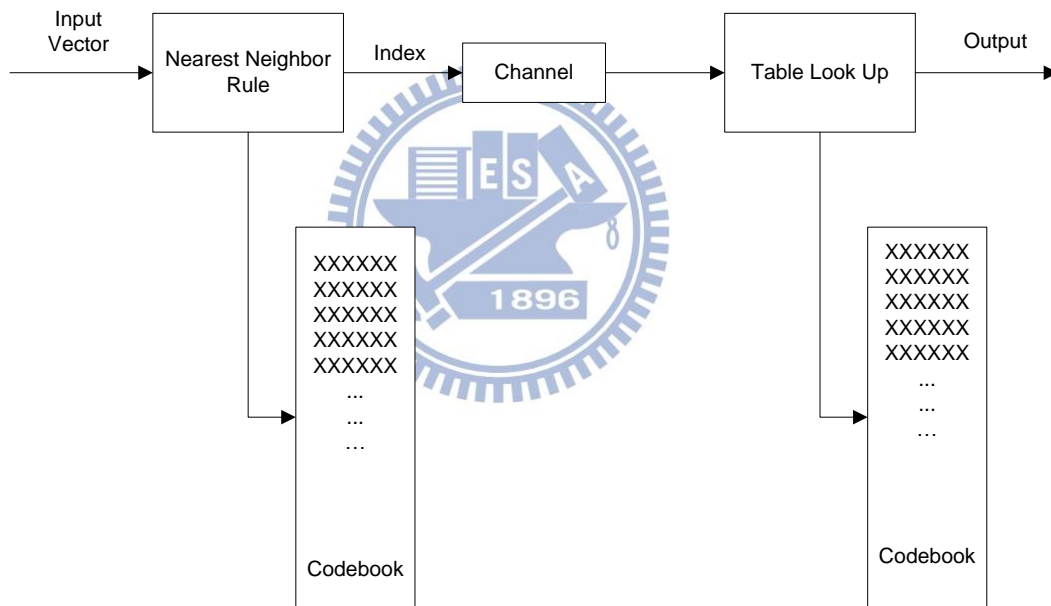 Input
Vector
Nearest Neighbor
Rule
Index
Channel
Table Look Up
Output
E S A
1896
XXXXXX
XXXXXX
XXXXXX
XXXXXX
XXXXXX
...
...
...
Codebook
XXXXXX
XXXXXX
XXXXXX
XXXXXX
XXXXXX
...
...
...
Codebook